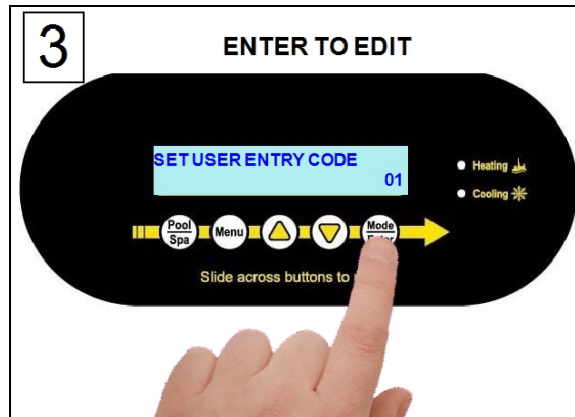 3
ENTER TO EDIT
SET USER ENTRY CODE
01
Heating
Cooling
Pool
Spa
Menu
Mode
Slide across buttons to